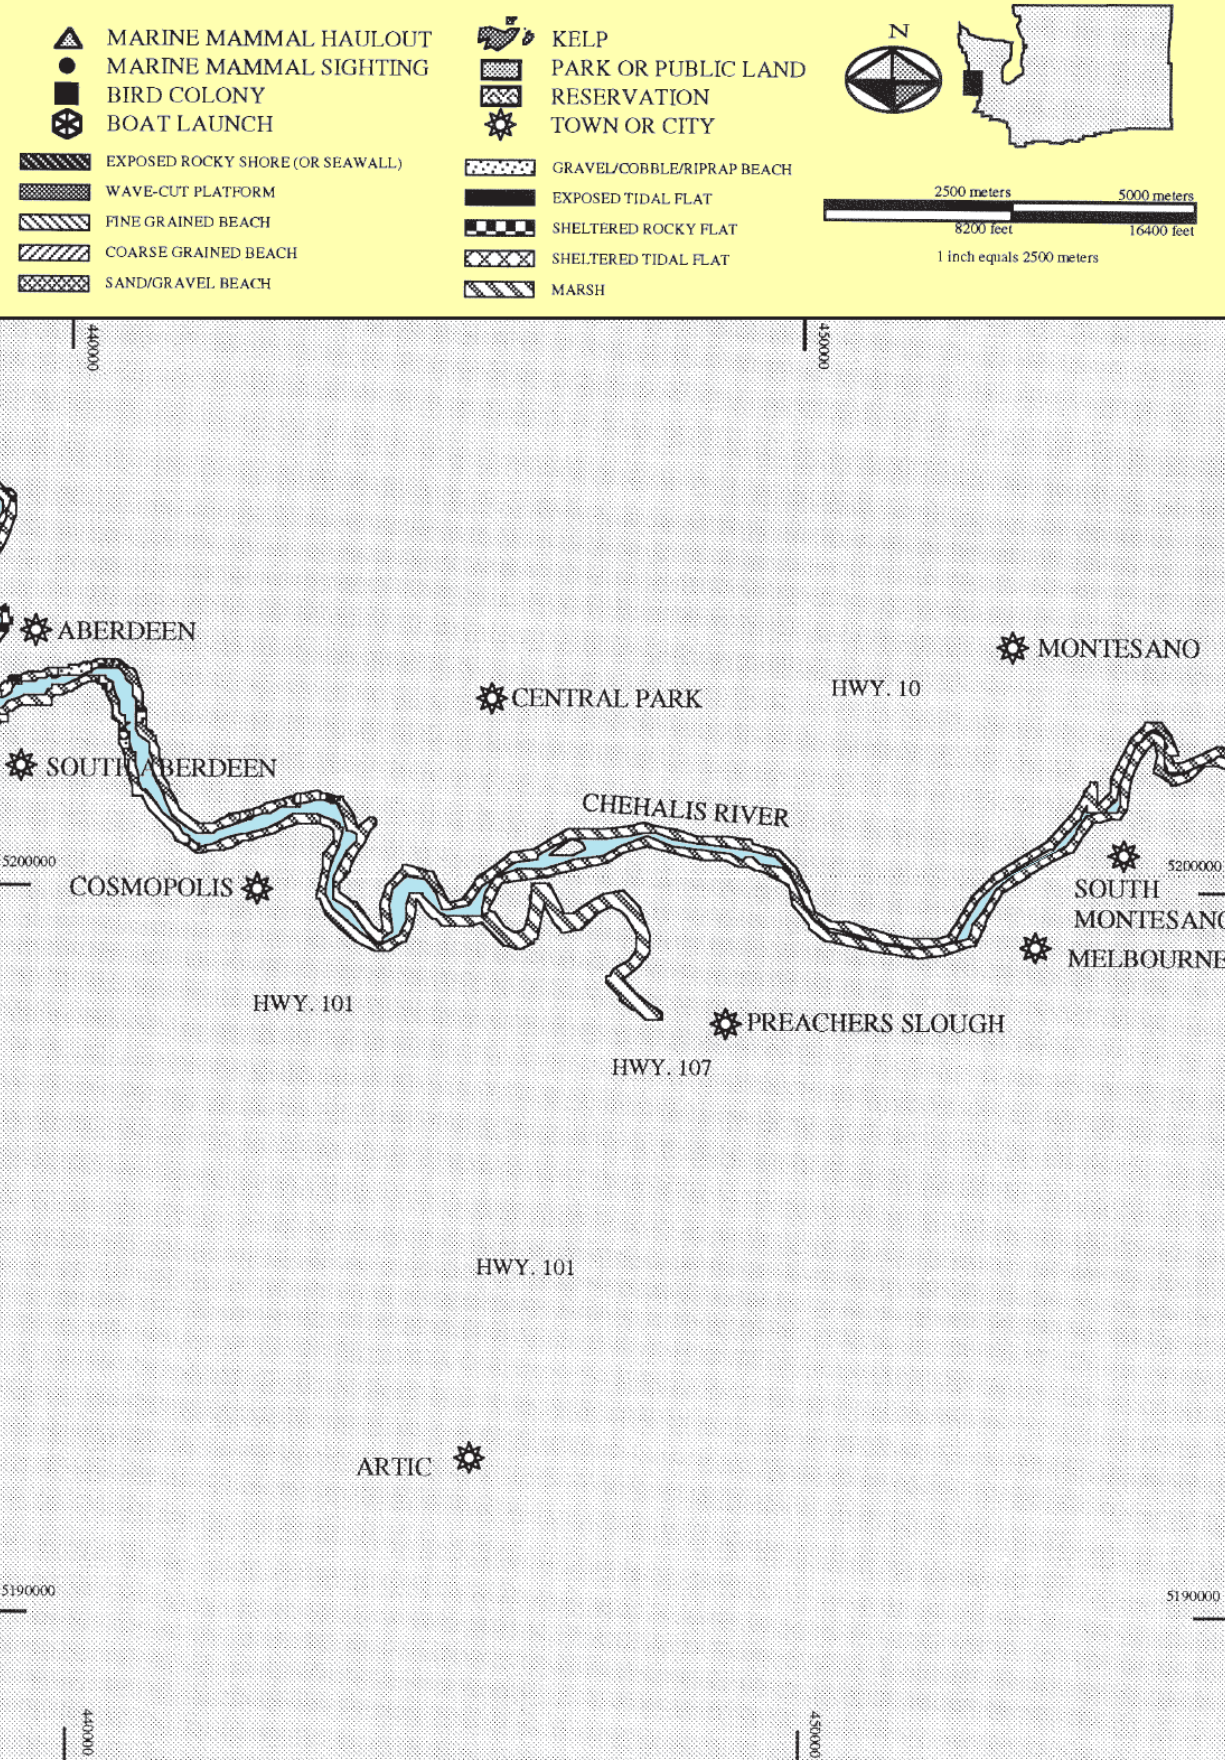 MARINE MAMMAL HAULOUT
MARINE MAMMAL SIGHTING
BIRD COLONY
BOAT LAUNCH
EXPOSED ROCKY SHORE (OR SEAWALL)
WAVE-CUT PLATFORM
FINE GRAINED BEACH
COARSE GRAINED BEACH
SAND/GRAVEL BEACH
KELP
PARK OR PUBLIC LAND
RESERVATION
TOWN OR CITY
GRAVEL/COBBLE/RIPRAP BEACH
EXPOSED TIDAL FLAT
SHELTERED ROCKY FLAT
SHELTERED TIDAL FLAT
MARSH
N
2500 meters
5000 meters
8200 feet
16400 feet
1 inch equals 2500 meters
440000
450000
ABERDEEN
MONTESANO
HWY. 10
CENTRAL PARK
SOUTH ABERDEEN
CHEHALIS RIVER
5200000
5200000
COSMOPOLIS
SOUTH
MONTESANO
MELBOURNE
HWY. 101
PREACHERS SLOUGH
HWY. 107
HWY. 101
ARTIC
5190000
5190000
440000
450000